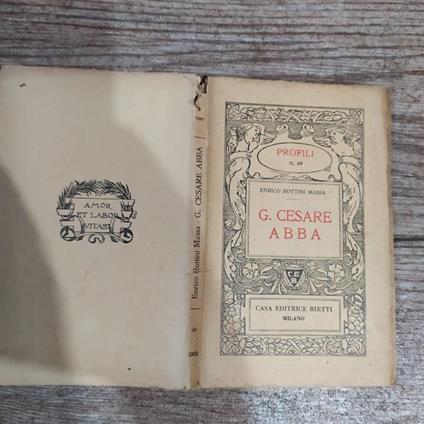 AMOR
ET LABOR
VITAST
Enrico Bottini Massa - G. CESARE ABBA
PROFILI
N. 69
ENRICO BOTTINI MASSA
G. CESARE
ABBA
CASA EDITRICE BIETTI
MILANO